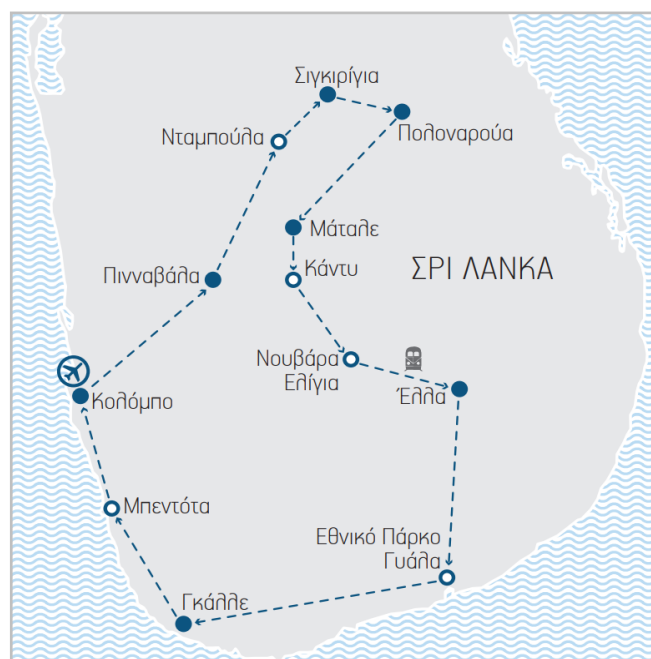 Σιγκιρίγια
Πολοναρούα
Νταμπούλα
Μάταλε
Πινναβάλα
Κάντυ
ΣΡΙ ΛΑΝΚΑ
Νουβάρα
Ελίγια
Έλλα
Κολόμπο
Μπεντότα
Εθνικό Πάρκο
Γυάλα
Γκάλλε